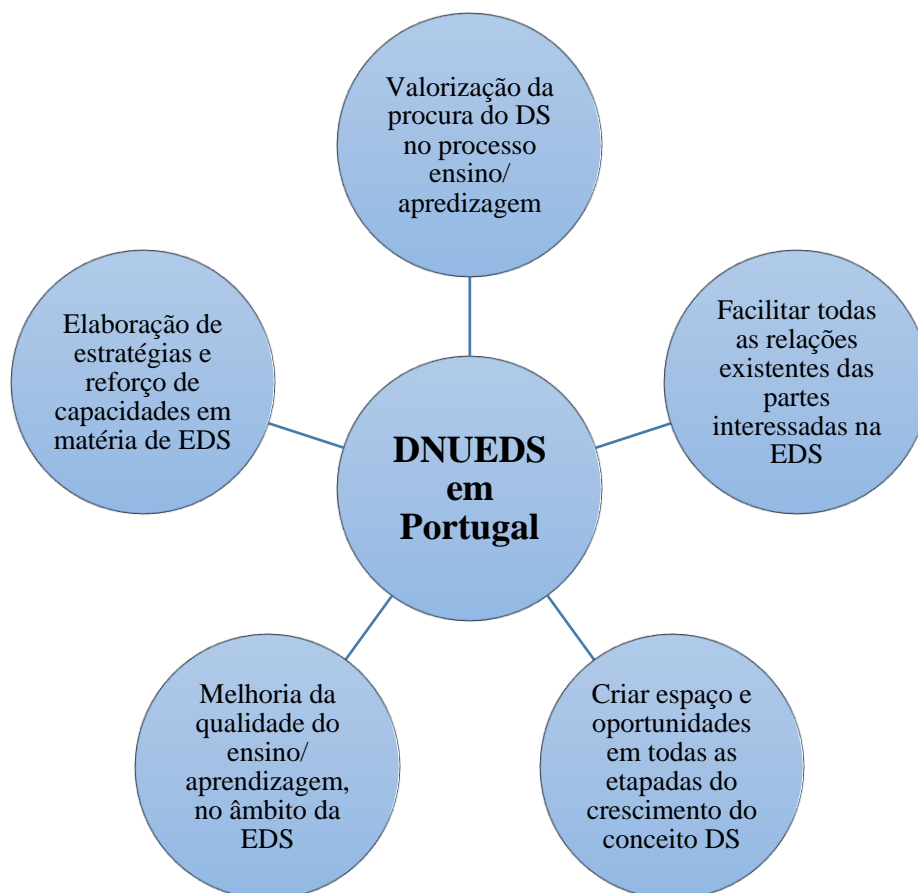 Valorização da
procura do DS
no processo
ensino/
apredizagem
Elaboração de
estratégias e
reforço de
capacidades em
matéria de EDS
Facilitar todas
as relações
existentes das
partes
interessadas na
EDS
DNUEDS
em
Portugal
Melhoria da
qualidade do
ensino/
aprendizagem,
no âmbito da
EDS
Criar espaço e
oportunidades
em todas as
etapadas do
crescimento do
conceito DS